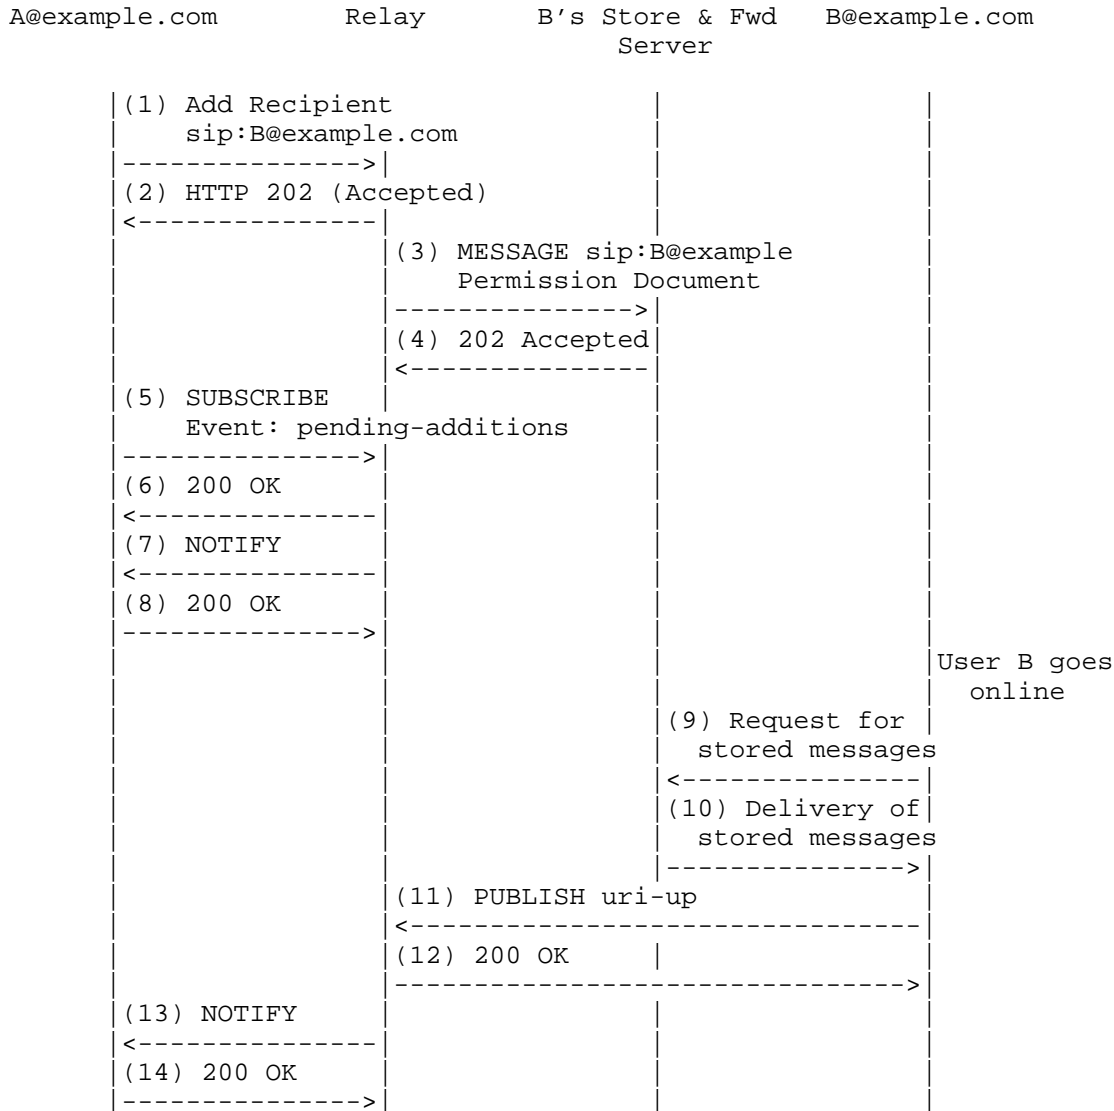 A@example.com Relay B's Store & Fwd B@example.com
Server
(1) Add Recipient
sip:B@example.com
(2) HTTP 202 (Accepted)
(3) MESSAGE sip:B@example
Permission Document
(4) 202 Accepted
(5) SUBSCRIBE
Event: pending-additions
(6) 200 OK
(7) NOTIFY
(8) 200 OK
User B goes
online
(9) Request for
stored messages
(10) Delivery of
stored messages
(11) PUBLISH uri-up
(12) 200 OK
(13) NOTIFY
(14) 200 OK